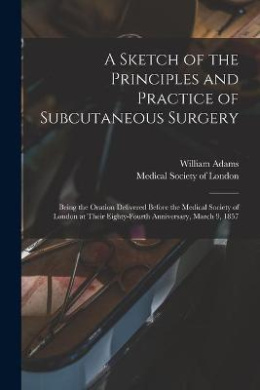 A Sketch of the
Principles and
Practice of
Subcutaneous Surgery
William Adams
Medical Society of London
Being the Oration Delivered Before the Medical Society of
London at Their Eighty-Fourth Anniversary, March 9, 1857